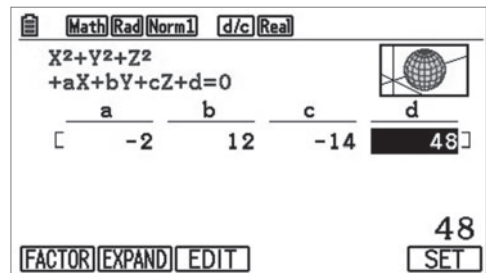 Math Rad Norm1 d/c Real
X²+Y²+Z²
+aX+bY+cZ+d=0
a b c d
[ -2 12 -14 48 ]
48
FACTOR EXPAND EDIT SET